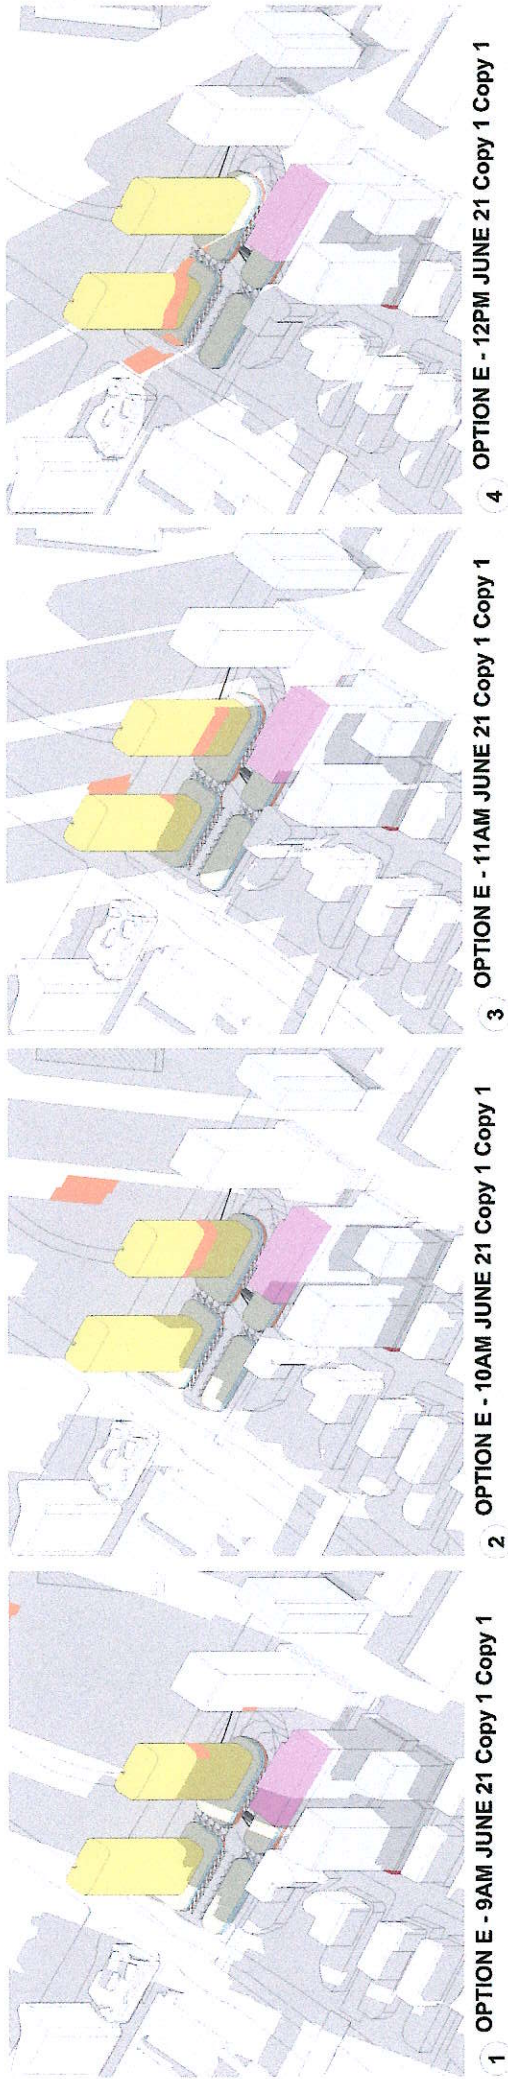 1 OPTION E - 9AM JUNE 21 Copy 1 Copy 1
2 OPTION E - 10AM JUNE 21 Copy 1 Copy 1
3 OPTION E - 11AM JUNE 21 Copy 1 Copy 1
4 OPTION E - 12PM JUNE 21 Copy 1 Copy 1